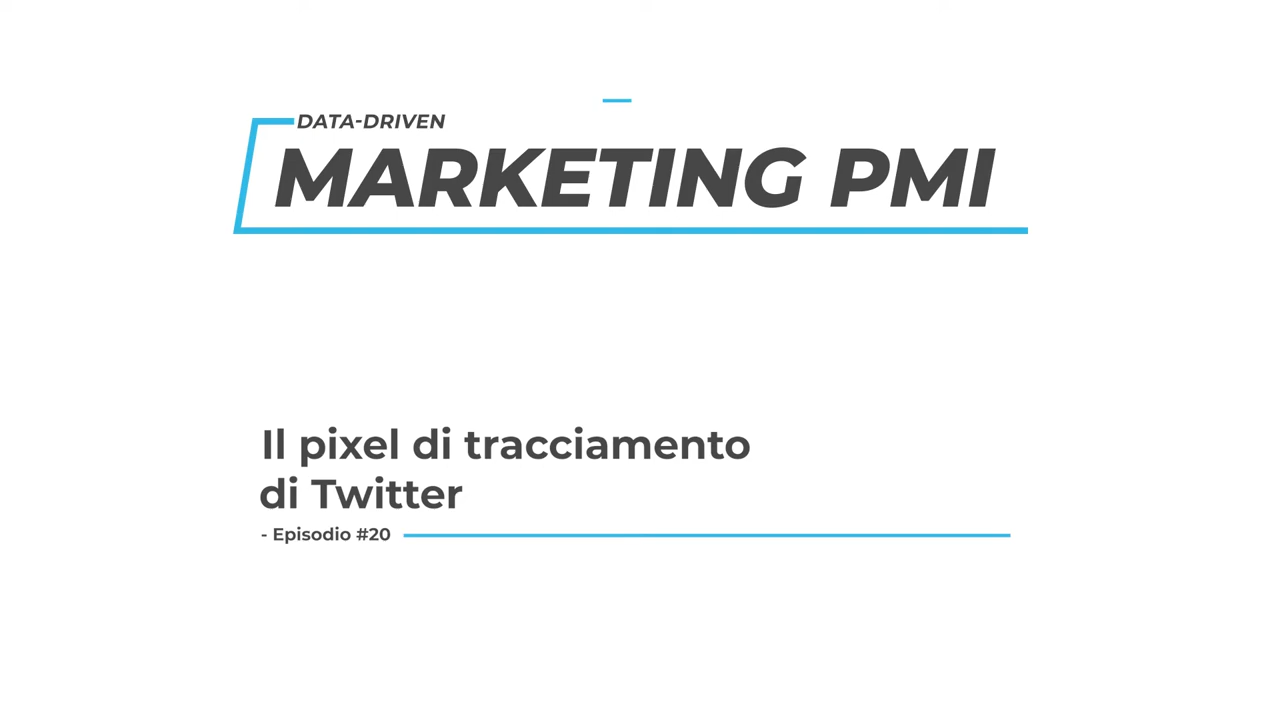 DATA-DRIVEN
MARKETING PMI
Il pixel di tracciamento
di Twitter
- Episodio #20